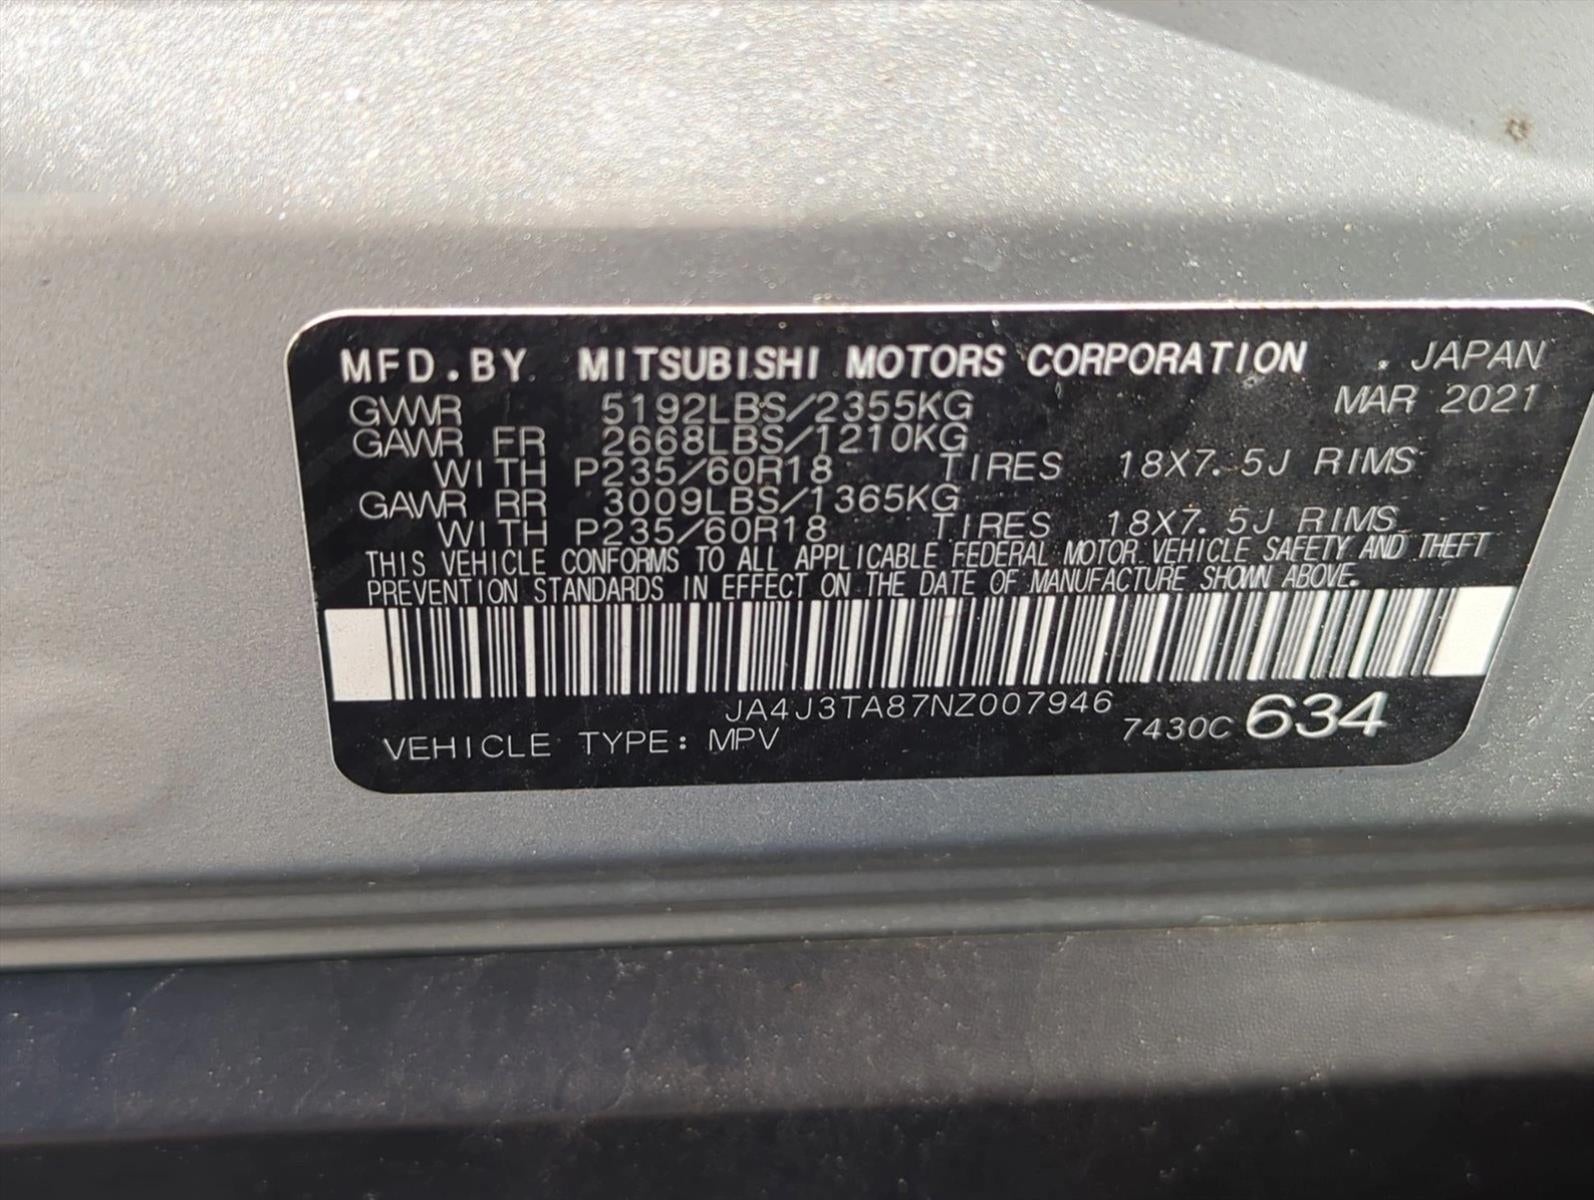 MFD.BY MITSUBISHI MOTORS CORPORATION . JAPAN
GVWR 5192LBS/2355KG MAR 2021
GAWR FR 2668LBS/1210KG
WITH P235/60R18 TIRES 18X7.5J RIMS
GAWR RR 3009LBS/1365KG
WITH P235/60R18 TIRES 18X7.5J RIMS
THIS VEHICLE CONFORMS TO ALL APPLICABLE FEDERAL MOTOR VEHICLE SAFETY AND THEFT
PREVENTION STANDARDS IN EFFECT ON THE DATE OF MANUFACTURE SHOWN ABOVE.
JA4J3TA87NZ007946
VEHICLE TYPE: MPV 7430C 634